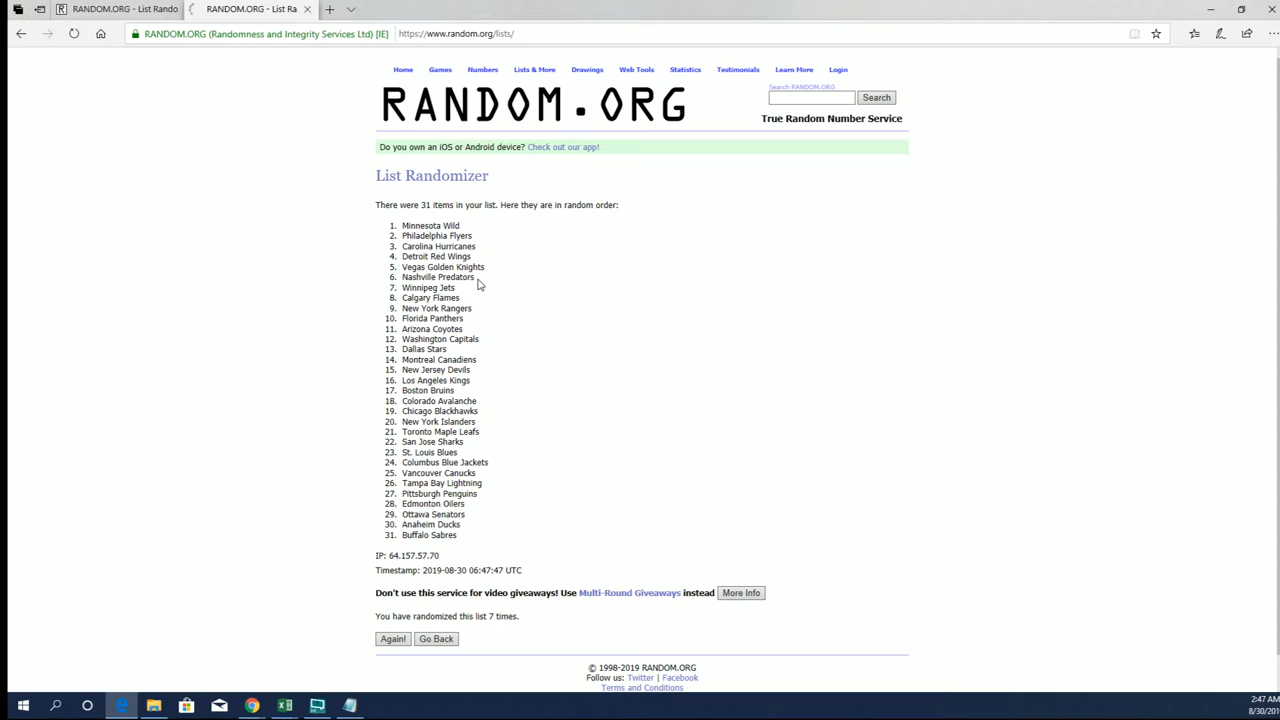 RANDOM.ORG - List Rando
RANDOM.ORG - List Ra
RANDOM.ORG (Randomness and Integrity Services Ltd) [IE]
https://www.random.org/lists/
Home Games Numbers Lists & More Drawings Web Tools Statistics Testimonials Learn More Login
Search RANDOM.ORG
RANDOM.ORG
Search
True Random Number Service
Do you own an iOS or Android device? Check out our app!
List Randomizer
There were 31 items in your list. Here they are in random order:
1. Minnesota Wild
2. Philadelphia Flyers
3. Carolina Hurricanes
4. Detroit Red Wings
5. Vegas Golden Knights
6. Nashville Predators
7. Winnipeg Jets
8. Calgary Flames
9. New York Rangers
10. Florida Panthers
11. Arizona Coyotes
12. Washington Capitals
13. Dallas Stars
14. Montreal Canadiens
15. New Jersey Devils
16. Los Angeles Kings
17. Boston Bruins
18. Colorado Avalanche
19. Chicago Blackhawks
20. New York Islanders
21. Toronto Maple Leafs
22. San Jose Sharks
23. St. Louis Blues
24. Columbus Blue Jackets
25. Vancouver Canucks
26. Tampa Bay Lightning
27. Pittsburgh Penguins
28. Edmonton Oilers
29. Ottawa Senators
30. Anaheim Ducks
31. Buffalo Sabres
IP: 64.157.57.70
Timestamp: 2019-08-30 06:47:47 UTC
Don't use this service for video giveaways! Use Multi-Round Giveaways instead More Info
You have randomized this list 7 times.
Again! Go Back
© 1998-2019 RANDOM.ORG
Follow us: Twitter | Facebook
Terms and Conditions
2:47 AM
8/30/201